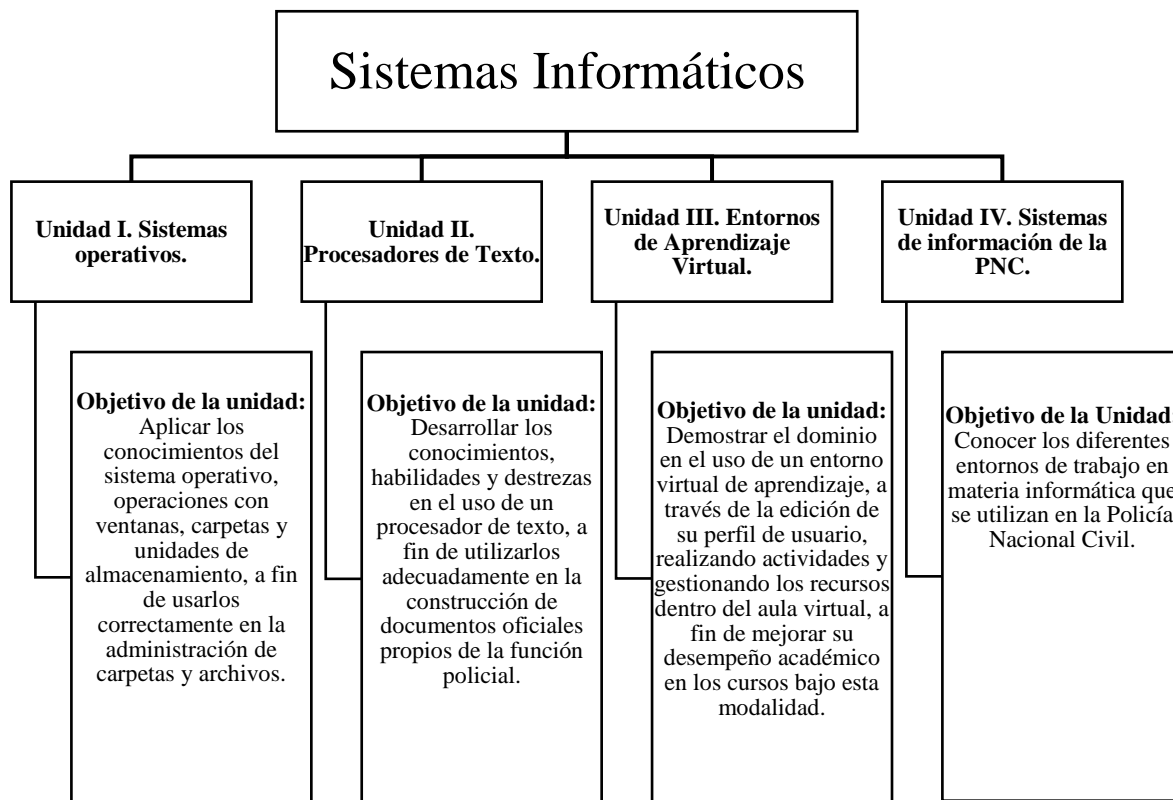 Sistemas Informáticos
Unidad I. Sistemas
operativos.
Objetivo de la unidad:
Aplicar los
conocimientos del
sistema operativo,
operaciones con
ventanas, carpetas y
unidades de
almacenamiento, a fin
de usarlos
correctamente en la
administración de
carpetas y archivos.
Unidad II.
Procesadores de Texto.
Objetivo de la unidad:
Desarrollar los
conocimientos,
habilidades y destrezas
en el uso de un
procesador de texto, a
fin de utilizarlos
adecuadamente en la
construcción de
documentos oficiales
propios de la función
policial.
Unidad III. Entornos
de Aprendizaje
Virtual.
Objetivo de la unidad:
Demostrar el dominio
en el uso de un entorno
virtual de aprendizaje, a
través de la edición de
su perfil de usuario,
realizando actividades y
gestionando los recursos
dentro del aula virtual, a
fin de mejorar su
desempeño académico
en los cursos bajo esta
modalidad.
Unidad IV. Sistemas
de información de la
PNC.
Objetivo de la Unidad:
Conocer los diferentes
entornos de trabajo en
materia informática que
se utilizan en la Policía
Nacional Civil.